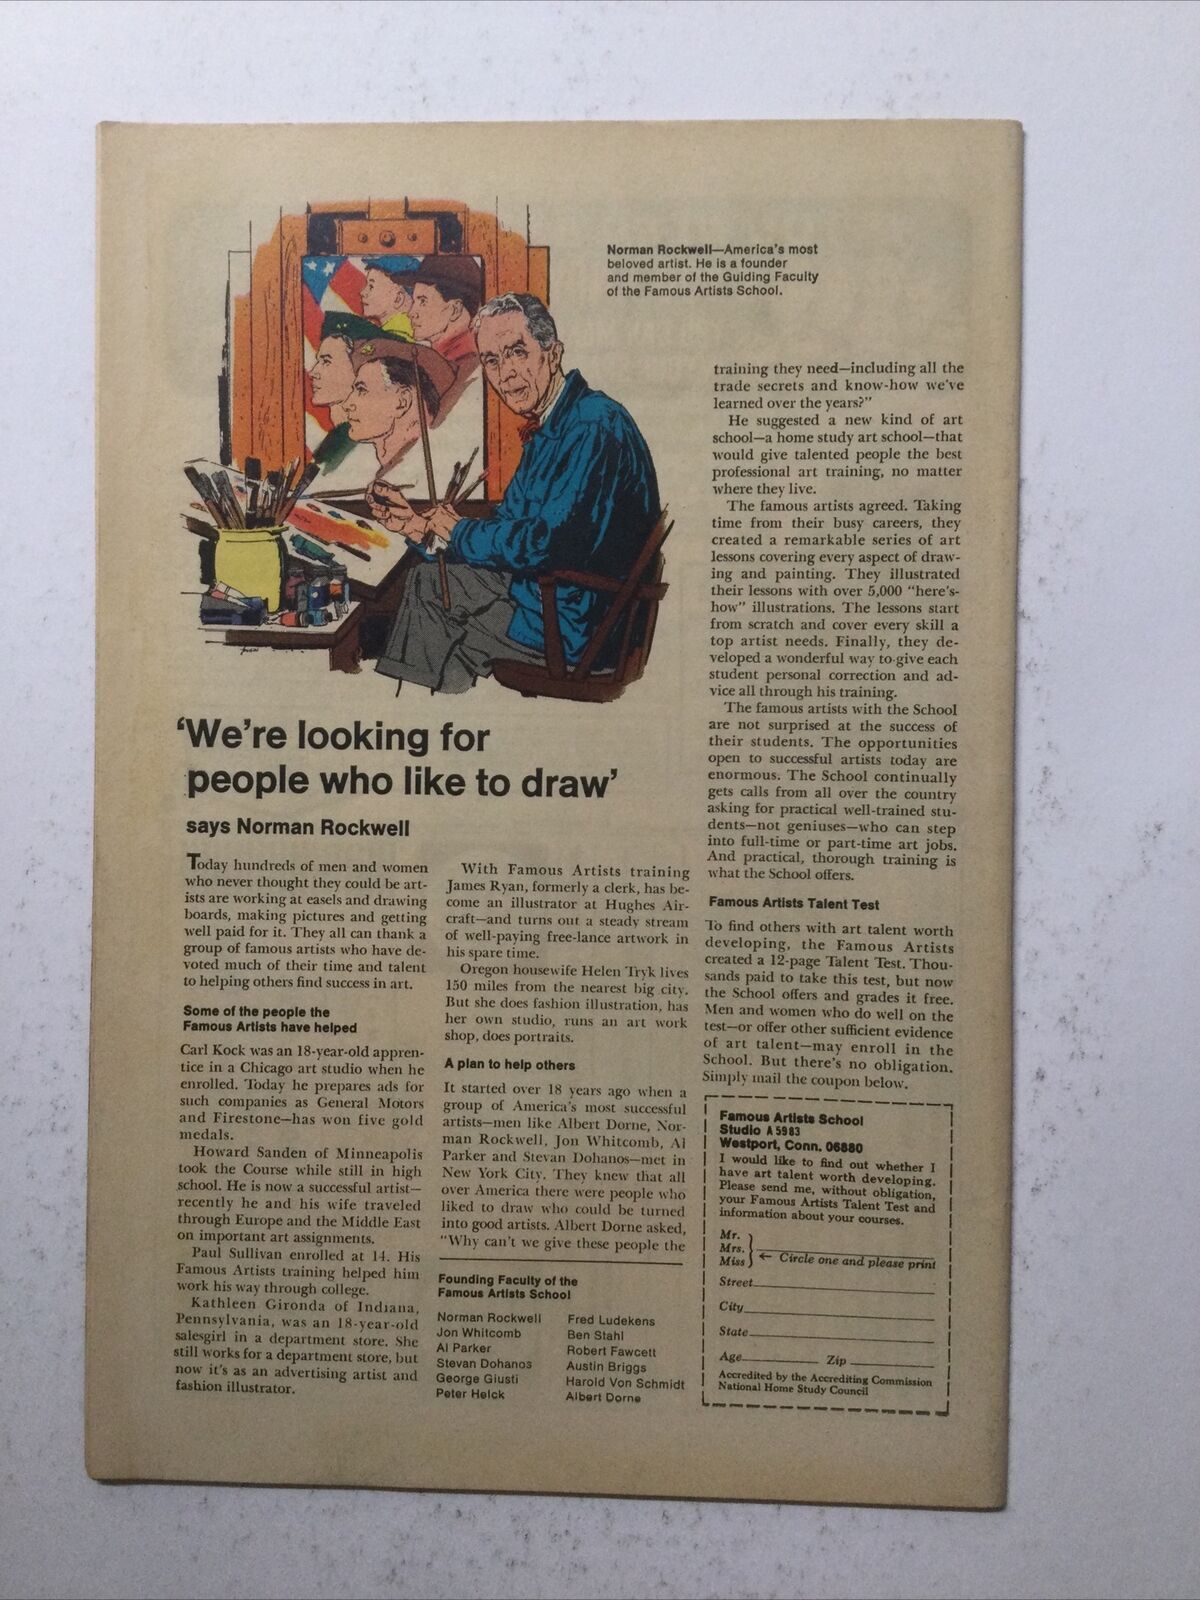 Norman Rockwell—America's most
beloved artist. He is a founder
and member of the Guiding Faculty
of the Famous Artists School.
'We're looking for
people who like to draw'
says Norman Rockwell
Today hundreds of men and women
who never thought they could be art-
ists are working at easels and drawing
boards, making pictures and getting
well paid for it. They all can thank a
group of famous artists who have de-
voted much of their time and talent
to helping others find success in art.
Some of the people the
Famous Artists have helped
Carl Kock was an 18-year-old appren-
tice in a Chicago art studio when he
enrolled. Today he prepares ads for
such companies as General Motors
and Firestone—has won five gold
medals.
Howard Sanden of Minneapolis
took the Course while still in high
school. He is now a successful artist—
recently he and his wife traveled
through Europe and the Middle East
on important art assignments.
Paul Sullivan enrolled at 14. His
Famous Artists training helped him
work his way through college.
Kathleen Gironda of Indiana,
Pennsylvania, was an 18-year-old
salesgirl in a department store. She
still works for a department store, but
now it's as an advertising artist and
fashion illustrator.
With Famous Artists training
James Ryan, formerly a clerk, has be-
come an illustrator at Hughes Air-
craft—and turns out a steady stream
of well-paying free-lance artwork in
his spare time.
Oregon housewife Helen Tryk lives
150 miles from the nearest big city.
But she does fashion illustration, has
her own studio, runs an art work
shop, does portraits.
A plan to help others
It started over 18 years ago when a
group of America's most successful
artists—men like Albert Dorne, Nor-
man Rockwell, Jon Whitcomb, Al
Parker and Stevan Dohanos—met in
New York City. They knew that all
over America there were people who
liked to draw who could be turned
into good artists. Albert Dorne asked,
"Why can't we give these people the
Founding Faculty of the
Famous Artists School
Norman Rockwell
Jon Whitcomb
Al Parker
Stevan Dohanos
George Giusti
Peter Helck
Fred Ludekens
Ben Stahl
Robert Fawcett
Austin Briggs
Harold Von Schmidt
Albert Dorne
training they need—including all the
trade secrets and know-how we've
learned over the years?"
He suggested a new kind of art
school—a home study art school—that
would give talented people the best
professional art training, no matter
where they live.
The famous artists agreed. Taking
time from their busy careers, they
created a remarkable series of art
lessons covering every aspect of draw-
ing and painting. They illustrated
their lessons with over 5,000 "here's-
how" illustrations. The lessons start
from scratch and cover every skill a
top artist needs. Finally, they de-
veloped a wonderful way to give each
student personal correction and ad-
vice all through his training.
The famous artists with the School
are not surprised at the success of
their students. The opportunities
open to successful artists today are
enormous. The School continually
gets calls from all over the country
asking for practical well-trained stu-
dents—not geniuses—who can step
into full-time or part-time art jobs.
And practical, thorough training is
what the School offers.
Famous Artists Talent Test
To find others with art talent worth
developing, the Famous Artists
created a 12-page Talent Test. Thou-
sands paid to take this test, but now
the School offers and grades it free.
Men and women who do well on the
test—or offer other sufficient evidence
of art talent—may enroll in the
School. But there's no obligation.
Simply mail the coupon below.
Famous Artists School
Studio A 5983
Westport, Conn. 06880
I would like to find out whether I
have art talent worth developing.
Please send me, without obligation,
your Famous Artists Talent Test and
information about your courses.
Mr.
Mrs.
Miss ← Circle one and please print
Street
City
State
Age Zip
Accredited by the Accrediting Commission
National Home Study Council